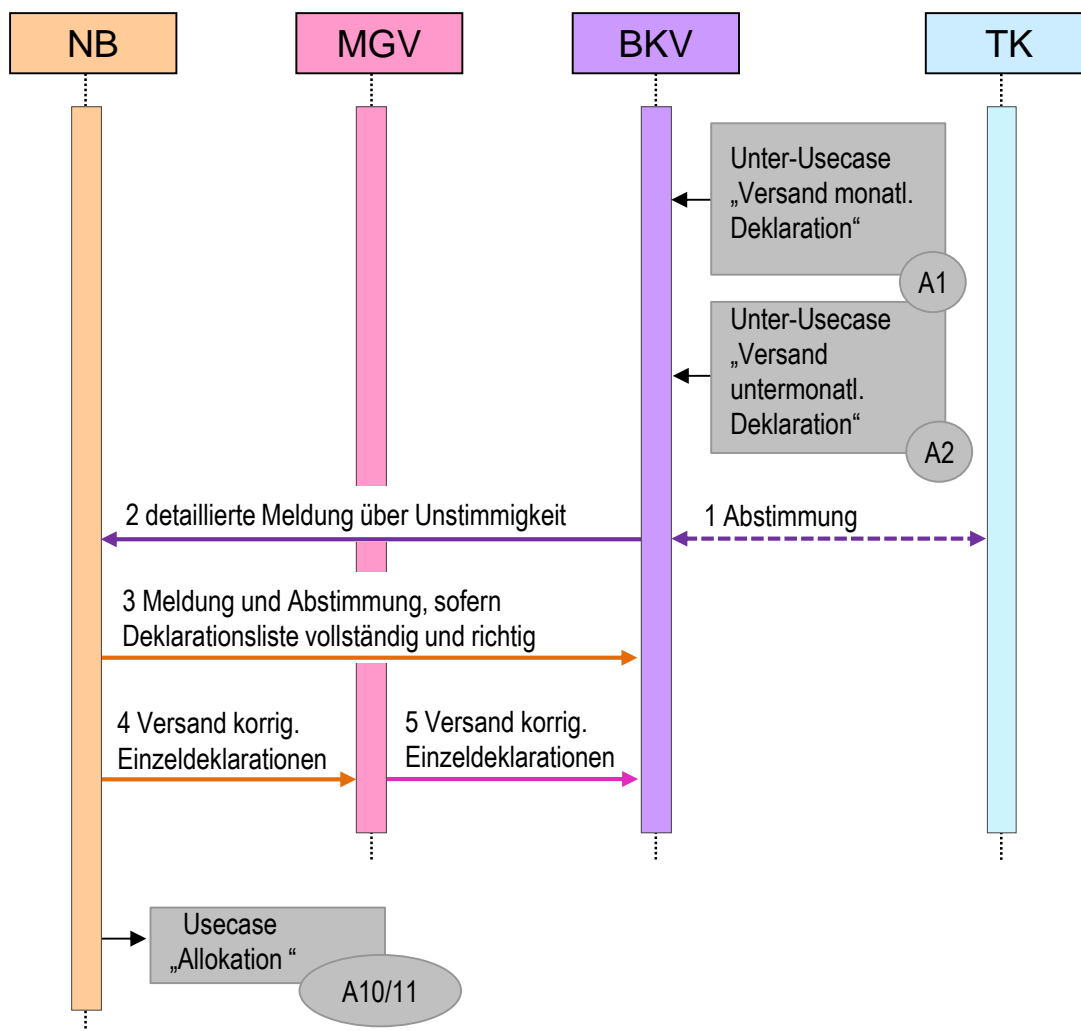 NB
MGV
BKV
TK
Unter-Usecase
„Versand monatl.
Deklaration“
A1
Unter-Usecase
„Versand
untermonatl.
Deklaration“
A2
2 detaillierte Meldung über Unstimmigkeit
1 Abstimmung
3 Meldung und Abstimmung, sofern
Deklarationsliste vollständig und richtig
4 Versand korrig.
Einzeldeklarationen
5 Versand korrig.
Einzeldeklarationen
Usecase
„Allokation “
A10/11